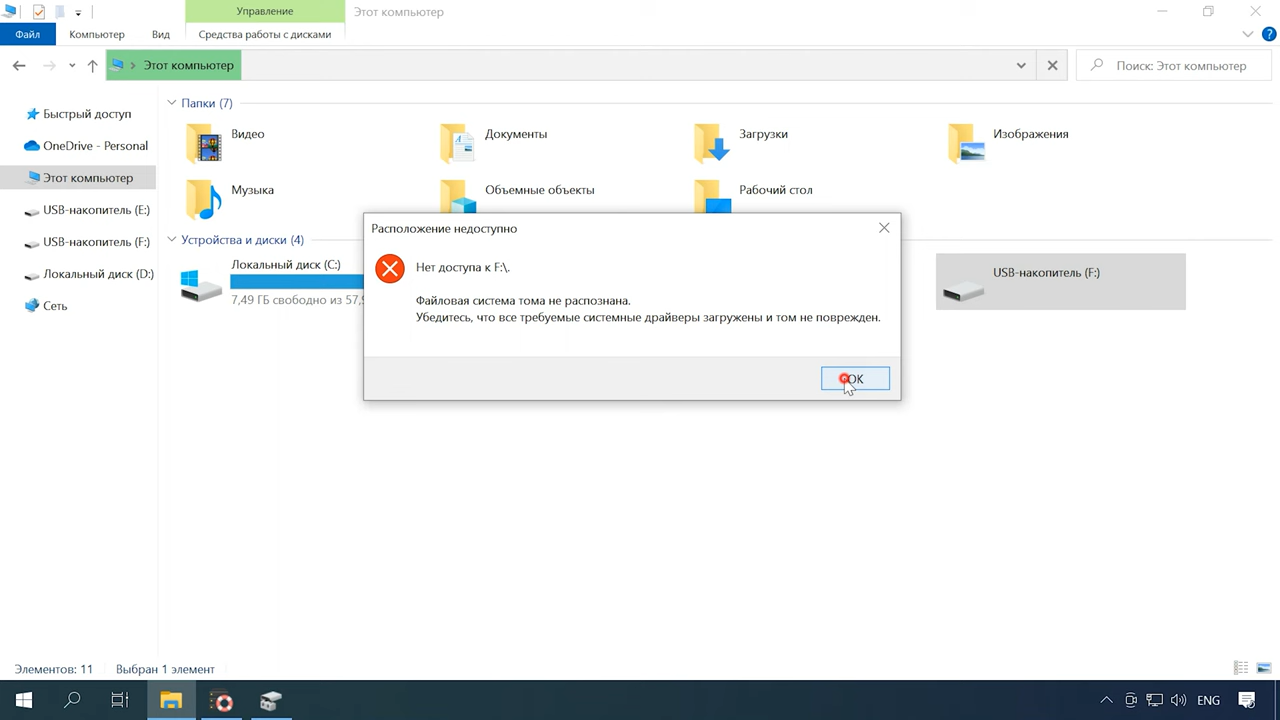 Управление
Этот компьютер
Файл
Компьютер
Вид
Средства работы с дисками
Этот компьютер
Поиск: Этот компьютер
Быстрый доступ
OneDrive - Personal
Этот компьютер
USB-накопитель (E:)
USB-накопитель (F:)
Локальный диск (D:)
Сеть
Папки (7)
Видео
Документы
Загрузки
Изображения
Музыка
Объемные объекты
Рабочий стол
Устройства и диски (4)
Локальный диск (C:)
7,49 ГБ свободно из 57,9
USB-накопитель (F:)
Расположение недоступно
Нет доступа к F:\.
Файловая система тома не распознана.
Убедитесь, что все требуемые системные драйверы загружены и том не поврежден.
OK
Элементов: 11
Выбран 1 элемент
ENG